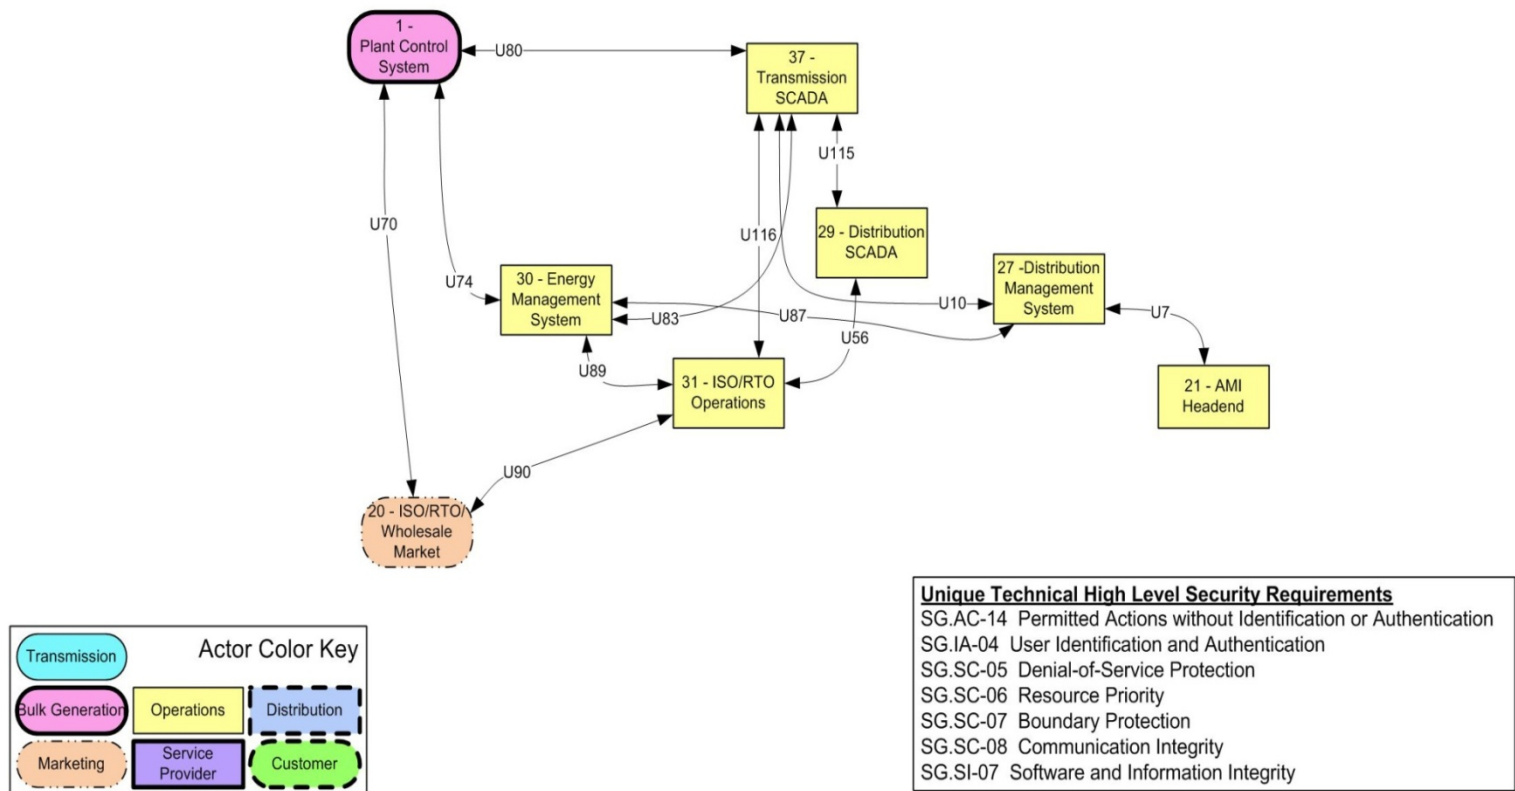 1 -
Plant Control
System
U80
37 -
Transmission
SCADA
U115
U70
U116
29 - Distribution
SCADA
U74
30 - Energy
Management
System
27 -Distribution
Management
System
U83
U87
U10
U7
U56
U89
31 - ISO/RTO
Operations
21 - AMI
Headend
U90
20 - ISO/RTO/
Wholesale
Market
Actor Color Key
Transmission
Bulk Generation
Operations
Distribution
Marketing
Service
Provider
Customer
Unique Technical High Level Security Requirements
SG.AC-14 Permitted Actions without Identification or Authentication
SG.IA-04 User Identification and Authentication
SG.SC-05 Denial-of-Service Protection
SG.SC-06 Resource Priority
SG.SC-07 Boundary Protection
SG.SC-08 Communication Integrity
SG.SI-07 Software and Information Integrity